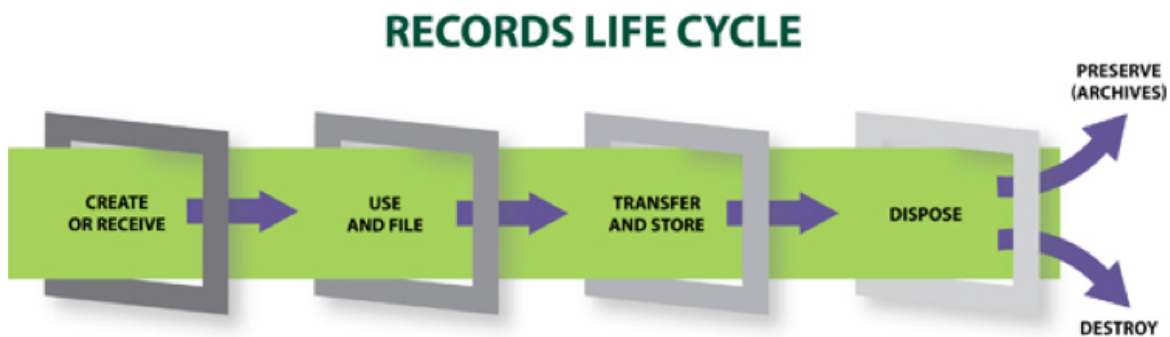 RECORDS LIFE CYCLE
PRESERVE
(ARCHIVES)
CREATE
OR RECEIVE
USE
AND FILE
TRANSFER
AND STORE
DISPOSE
DESTROY